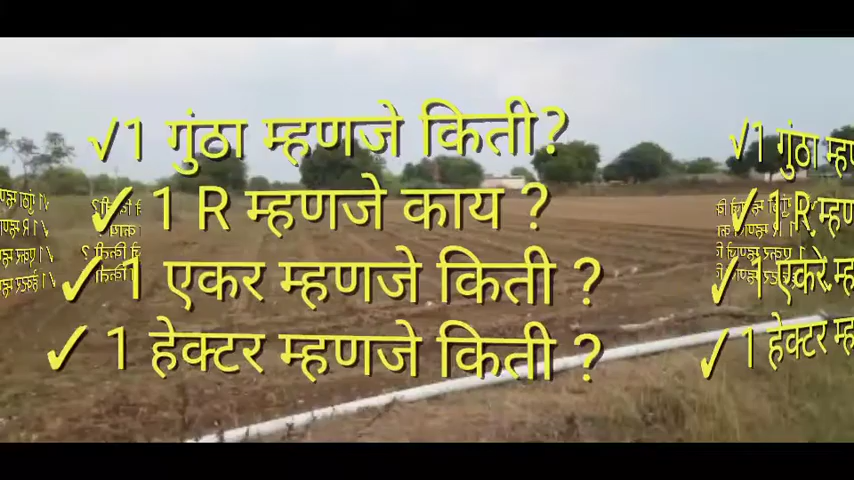 ✓1 गुंठा म्हणजे किती?
✓ 1 R म्हणजे काय ?
✓ 1 एकर म्हणजे किती ?
✓ 1 हेक्टर म्हणजे किती ?